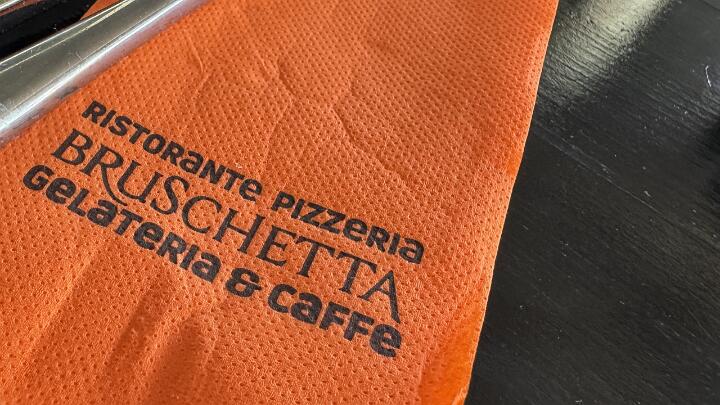 RISTORANTE PIZZERIA
BRUSCHETTA
GELATERIA & CAFFE